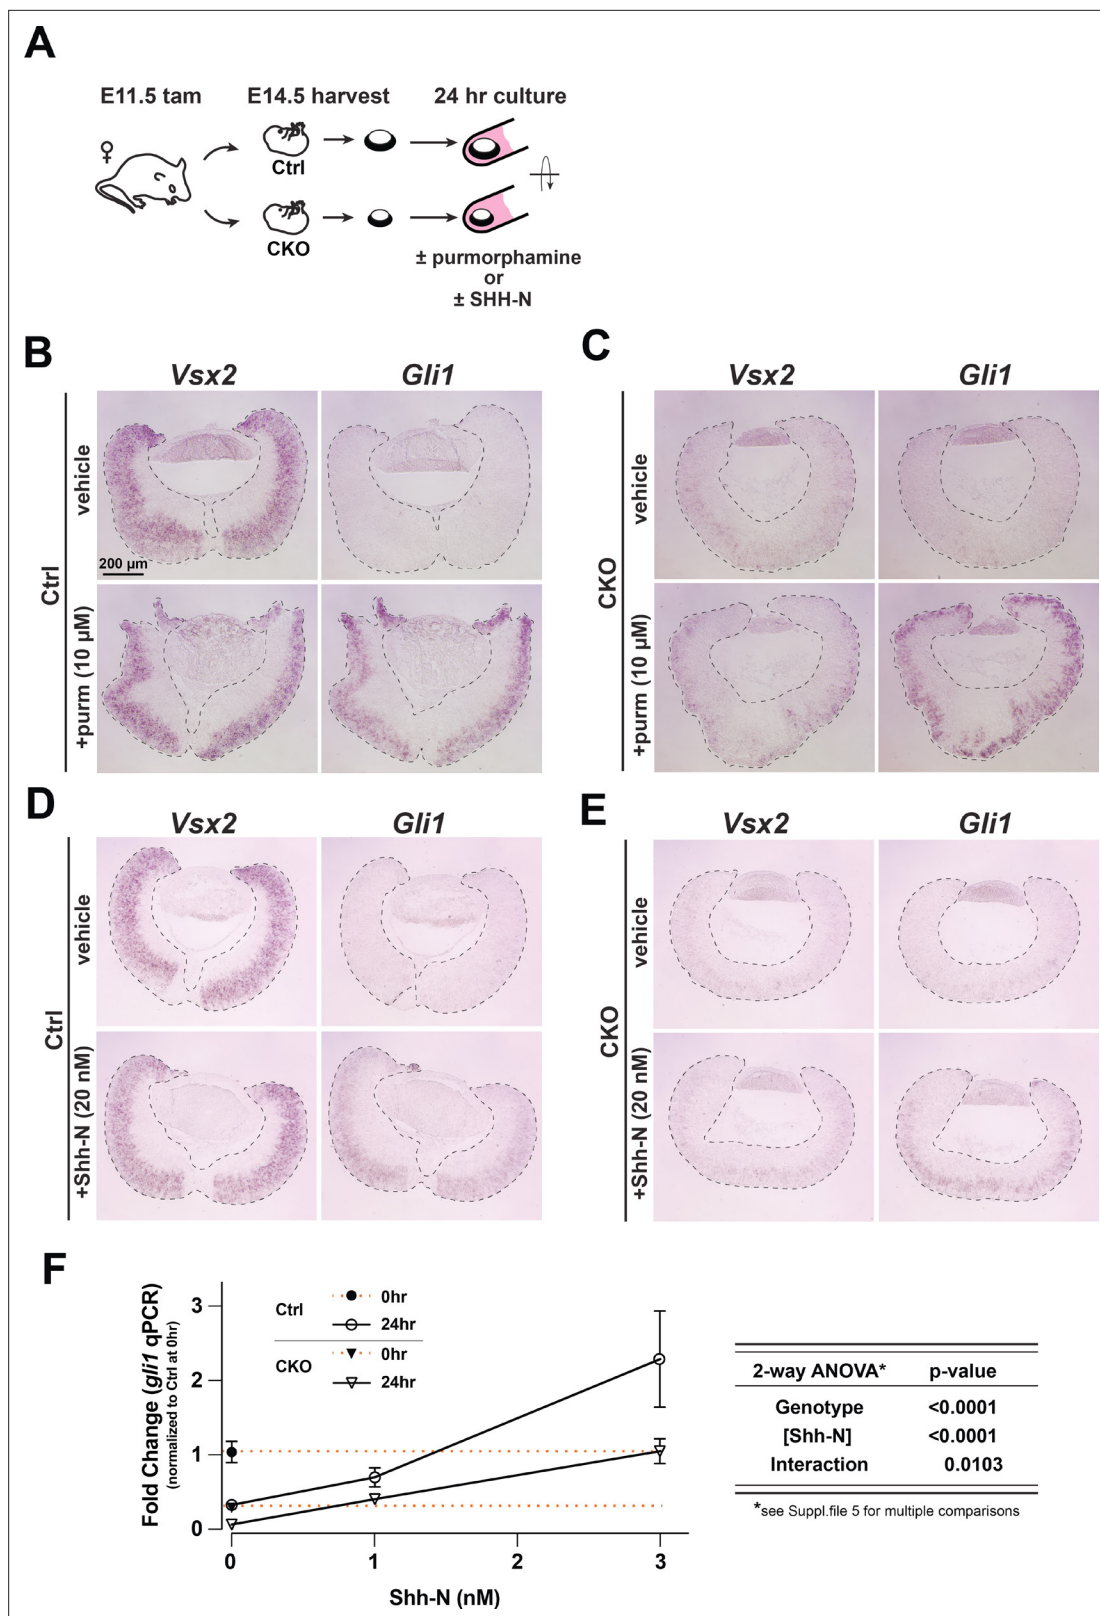 A
E11.5 tam
E14.5 harvest
24 hr culture
♀
Ctrl
CKO
± purmorphamine
or
± SHH-N
B
Vsx2
Gli1
Ctrl
vehicle
200 µm
+purm (10 µM)
C
Vsx2
Gli1
CKO
vehicle
+purm (10 µM)
D
Vsx2
Gli1
Ctrl
vehicle
+Shh-N (20 nM)
E
Vsx2
Gli1
CKO
vehicle
+Shh-N (20 nM)
F
Fold Change (gli1 qPCR)
(normalized to Ctrl at 0hr)
3
2
1
0
Ctrl
0hr
24hr
CKO
0hr
24hr
0
1
2
3
Shh-N (nM)
2-way ANOVA* p-value
Genotype <0.0001
[Shh-N] <0.0001
Interaction 0.0103
*see Suppl.file 5 for multiple comparisons